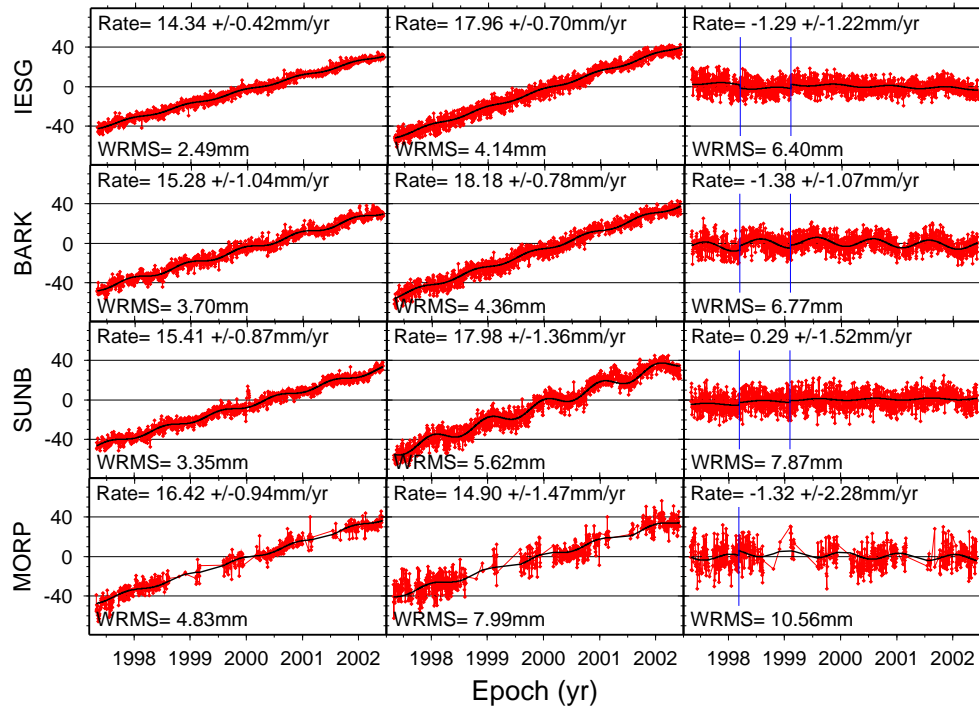 Rate= 14.34 +/-0.42mm/yr
Rate= 17.96 +/-0.70mm/yr
Rate= -1.29 +/-1.22mm/yr
40
0
-40
IESG
WRMS= 2.49mm
WRMS= 4.14mm
WRMS= 6.40mm
Rate= 15.28 +/-1.04mm/yr
Rate= 18.18 +/-0.78mm/yr
Rate= -1.38 +/-1.07mm/yr
40
0
-40
BARK
WRMS= 3.70mm
WRMS= 4.36mm
WRMS= 6.77mm
Rate= 15.41 +/-0.87mm/yr
Rate= 17.98 +/-1.36mm/yr
Rate= 0.29 +/-1.52mm/yr
40
0
-40
SUNB
WRMS= 3.35mm
WRMS= 5.62mm
WRMS= 7.87mm
Rate= 16.42 +/-0.94mm/yr
Rate= 14.90 +/-1.47mm/yr
Rate= -1.32 +/-2.28mm/yr
40
0
-40
MORP
WRMS= 4.83mm
WRMS= 7.99mm
WRMS= 10.56mm
1998 1999 2000 2001 2002
1998 1999 2000 2001 2002
1998 1999 2000 2001 2002
Epoch (yr)